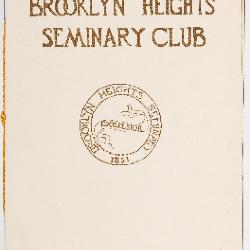 BROOKLYN HEIGHTS
SEMINARY CLUB
BROOKLYN HEIGHTS SEMINARY
EXCELSIOR
1851